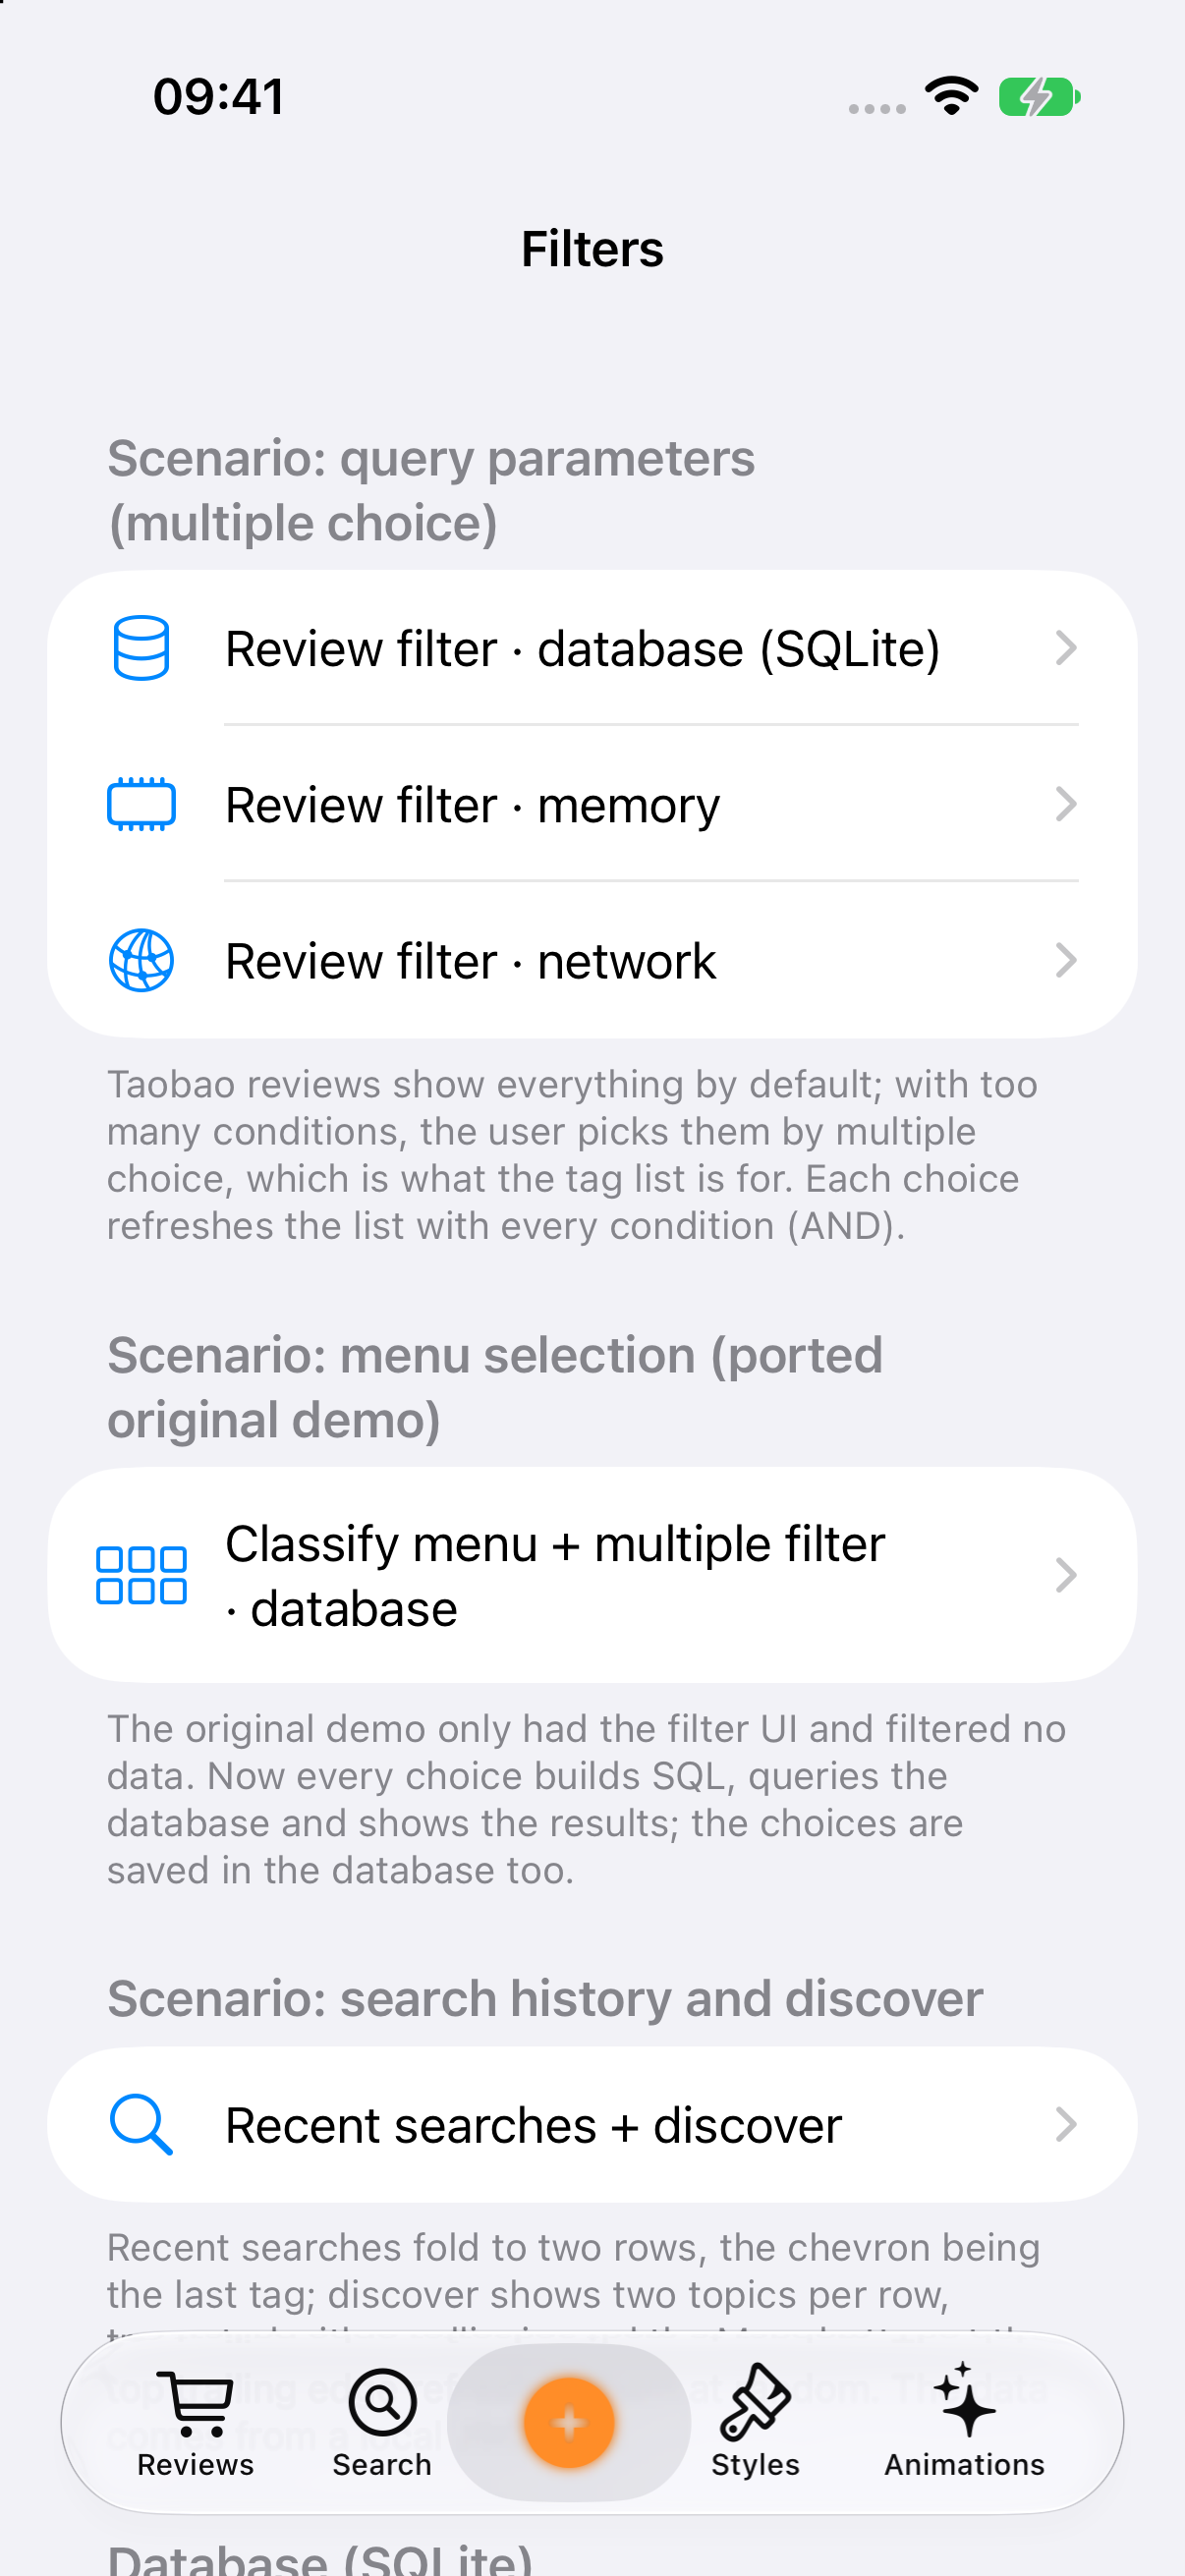 09:41
Filters
Scenario: query parameters
(multiple choice)
Review filter · database (SQLite)
Review filter · memory
Review filter · network
Taobao reviews show everything by default; with too
many conditions, the user picks them by multiple
choice, which is what the tag list is for. Each choice
refreshes the list with every condition (AND).
Scenario: menu selection (ported
original demo)
Classify menu + multiple filter
· database
The original demo only had the filter UI and filtered no
data. Now every choice builds SQL, queries the
database and shows the results; the choices are
saved in the database too.
Scenario: search history and discover
Recent searches + discover
Recent searches fold to two rows, the chevron being
the last tag; discover shows two topics per row,
comes from a local
Reviews
Search
Styles
Animations
Database (SQLite)